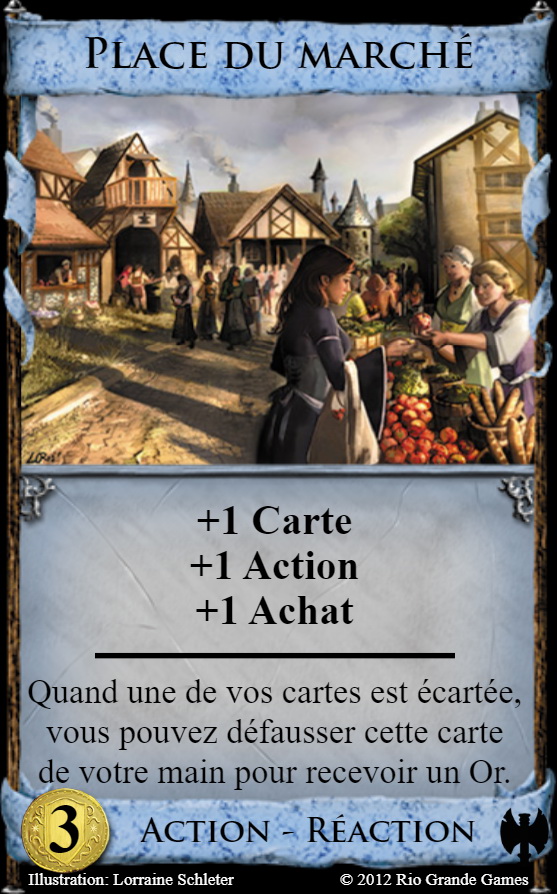 Place du marché
+1 Carte
+1 Action
+1 Achat
Quand une de vos cartes est écartée,
vous pouvez défausser cette carte
de votre main pour recevoir un Or.
3
Action - Réaction
Illustration: Lorraine Schleter © 2012 Rio Grande Games